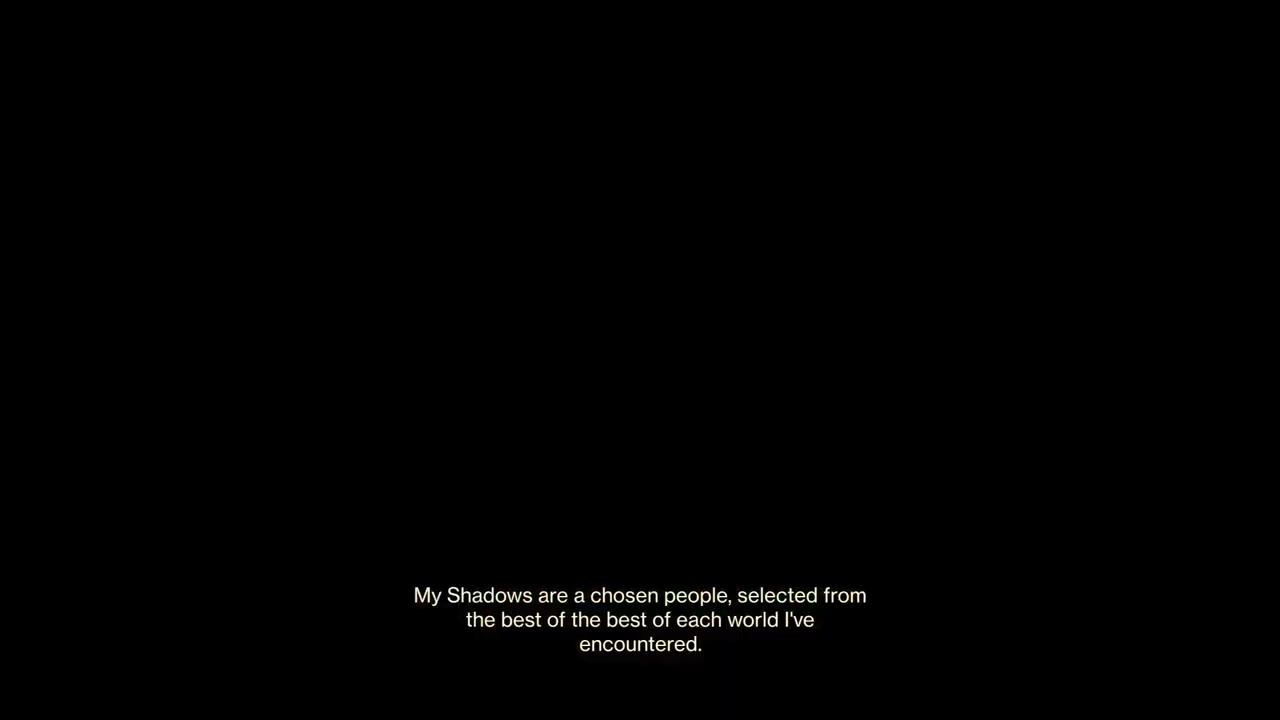 My Shadows are a chosen people, selected from
the best of the best of each world I've
encountered.